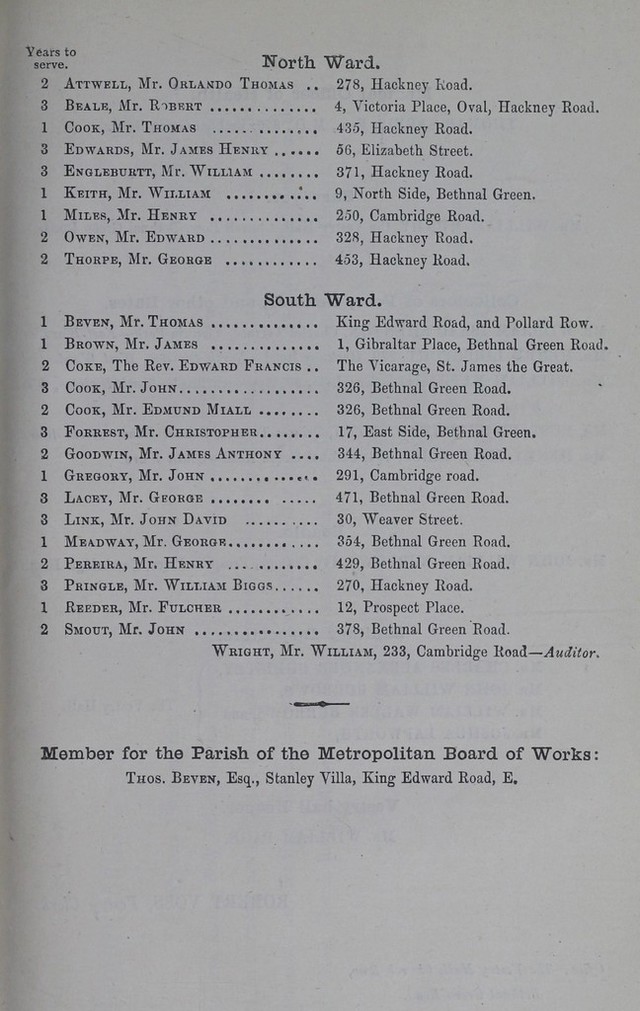 Years to
serve.
North Ward.
2 ATTWELL, Mr. ORLANDO THOMAS .. 278, Hackney Road.
3 BEALE, Mr. ROBERT .............. 4, Victoria Place, Oval, Hackney Road.
1 COOK, Mr. THOMAS .............. 435, Hackney Road.
3 EDWARDS, Mr. JAMES HENRY ...... 56, Elizabeth Street.
3 ENGLEBURTT, Mr. WILLIAM ........ 371, Hackney Road.
1 KEITH, Mr. WILLIAM ............ 9, North Side, Bethnal Green.
1 MILES, Mr. HENRY .............. 250, Cambridge Road.
2 OWEN, Mr. EDWARD .............. 328, Hackney Road.
2 THORPE, Mr. GEORGE ............ 453, Hackney Road.
South Ward.
1 BEVEN, Mr. THOMAS .............. King Edward Road, and Pollard Row.
1 BROWN, Mr. JAMES .............. 1, Gibraltar Place, Bethnal Green Road.
2 COKE, The Rev. EDWARD FRANCIS .. The Vicarage, St. James the Great.
3 COOK, Mr. JOHN.................. 326, Bethnal Green Road.
2 COOK, Mr. EDMUND MIALL ........ 326, Bethnal Green Road.
3 FORREST, Mr. CHRISTOPHER........ 17, East Side, Bethnal Green.
2 GOODWIN, Mr. JAMES ANTHONY .... 344, Bethnal Green Road.
1 GREGORY, Mr. JOHN .............. 291, Cambridge road.
3 LACEY, Mr. GEORGE ............ 471, Bethnal Green Road.
3 LINK, Mr. JOHN DAVID .......... 30, Weaver Street.
1 MEADWAY, Mr. GEORGE............ 354, Bethnal Green Road.
2 PEREIRA, Mr. HENRY ............ 429, Bethnal Green Road.
3 PRINGLE, Mr. WILLIAM BIGGS...... 270, Hackney Road.
1 REEDER, Mr. FULCHER ............ 12, Prospect Place.
2 SMOUT, Mr. JOHN ................ 378, Bethnal Green Road.
WRIGHT, Mr. WILLIAM, 233, Cambridge Road—Auditor.
Member for the Parish of the Metropolitan Board of Works:
THOS. BEVEN, Esq., Stanley Villa, King Edward Road, E.